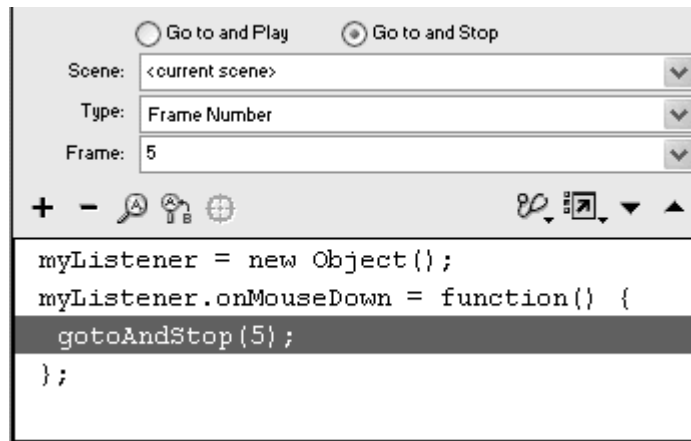 Go to and Play Go to and Stop
Scene: <current scene>
Type: Frame Number
Frame: 5
myListener = new Object();
myListener.onMouseDown = function() {
gotoAndStop(5);
};